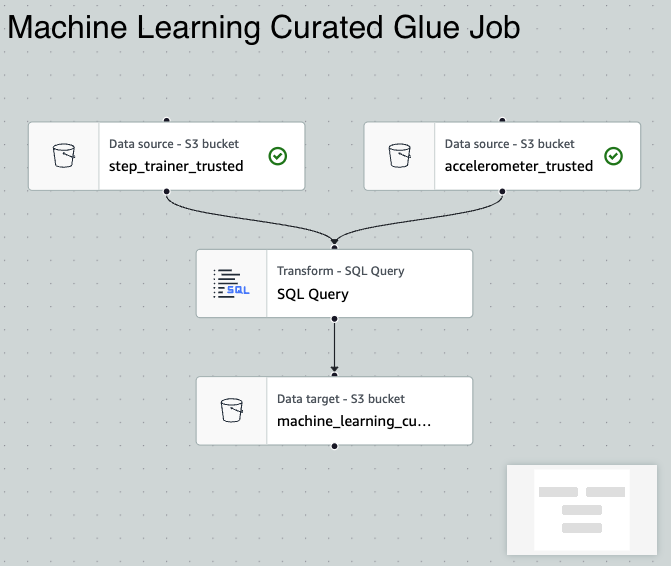 Machine Learning Curated Glue Job
Data source - S3 bucket
step_trainer_trusted
Data source - S3 bucket
accelerometer_trusted
Transform - SQL Query
SQL
SQL Query
Data target - S3 bucket
machine_learning_cu...